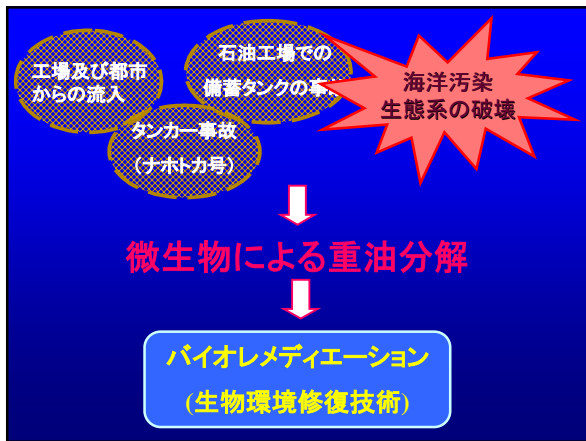 工場及び都市
からの流入
石油工場での
備蓄タンクの事
タンカー事故
（ナホトカ号）
海洋汚染
生態系の破壊
微生物による重油分解
バイオレメディエーション
(生物環境修復技術)